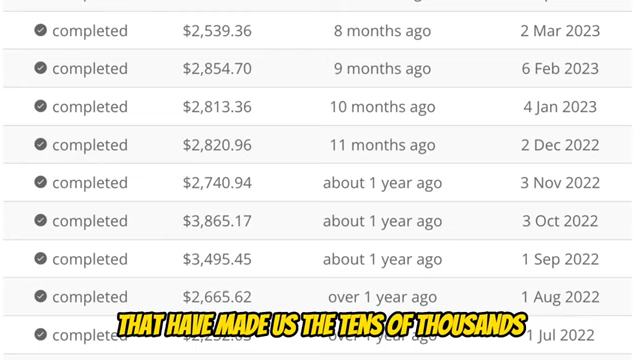 completed $2,539.36 8 months ago 2 Mar 2023
completed $2,854.70 9 months ago 6 Feb 2023
completed $2,813.36 10 months ago 4 Jan 2023
completed $2,820.96 11 months ago 2 Dec 2022
completed $2,740.94 about 1 year ago 3 Nov 2022
completed $3,865.17 about 1 year ago 3 Oct 2022
completed $3,495.45 about 1 year ago 1 Sep 2022
completed $2,665.62 over 1 year ago 1 Aug 2022
THAT HAVE MADE US THE TENS OF THOUSANDS
completed year ago 1 Jul 2022